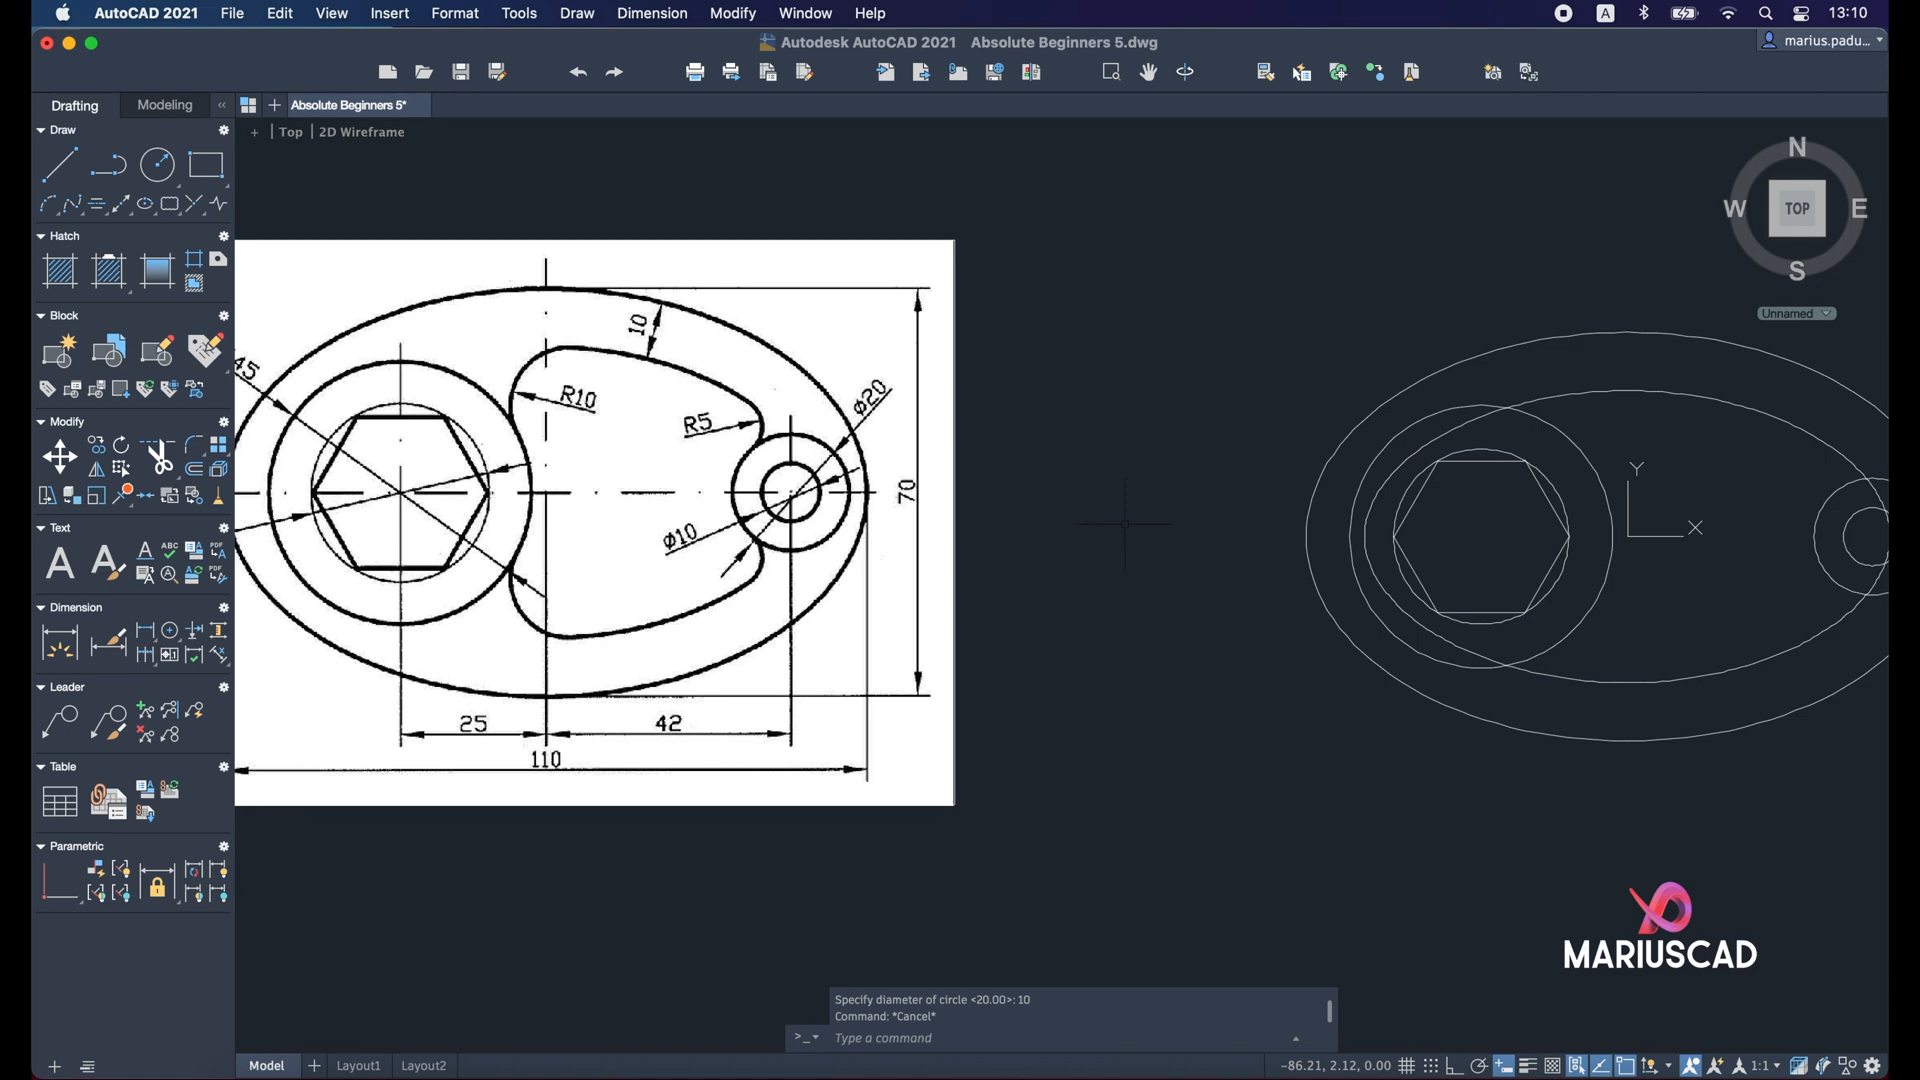 AutoCAD 2021 File Edit View Insert Format Tools Draw Dimension Modify Window Help
A 13:10
Autodesk AutoCAD 2021 Absolute Beginners 5.dwg
marius.padu...
Drafting Modeling Absolute Beginners 5*
Draw
Top 2D Wireframe
N
W TOP E
S
Unnamed
Hatch
Block
Modify
Text
Dimension
Leader
Table
Parametric
45
10
R10
R5
ø20
ø10
70
25
42
110
Y
X
MARIUSCAD
Specify diameter of circle <20.00>: 10
Command: *Cancel*
Type a command
Model Layout1 Layout2
-86.21, 2.12, 0.00
1:1